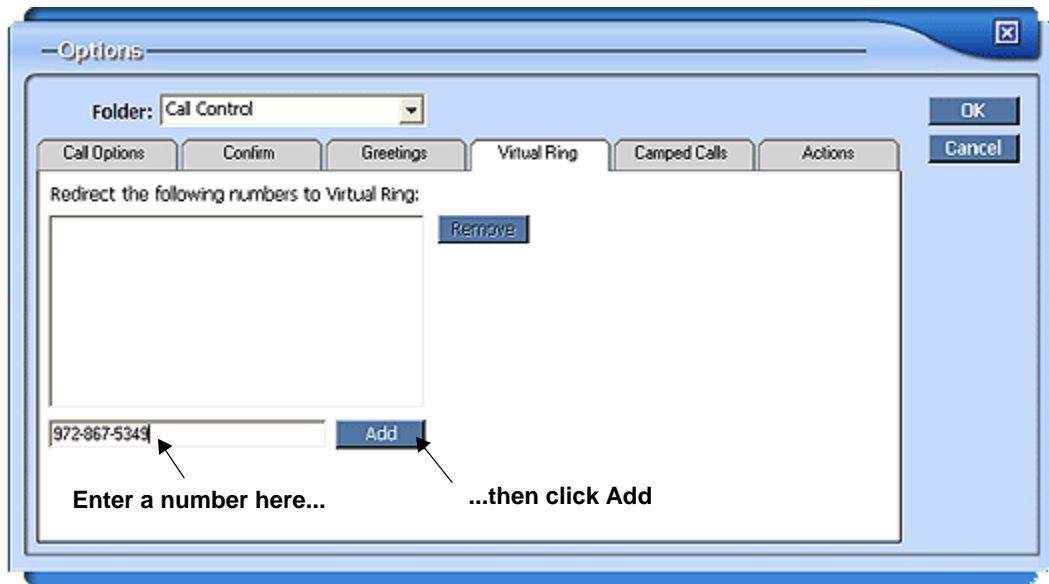 Options
Folder: Call Control
OK
Call Options Confirm Greetings Virtual Ring Camped Calls Actions
Cancel
Redirect the following numbers to Virtual Ring:
Remove
972-867-5349
Add
Enter a number here...
...then click Add